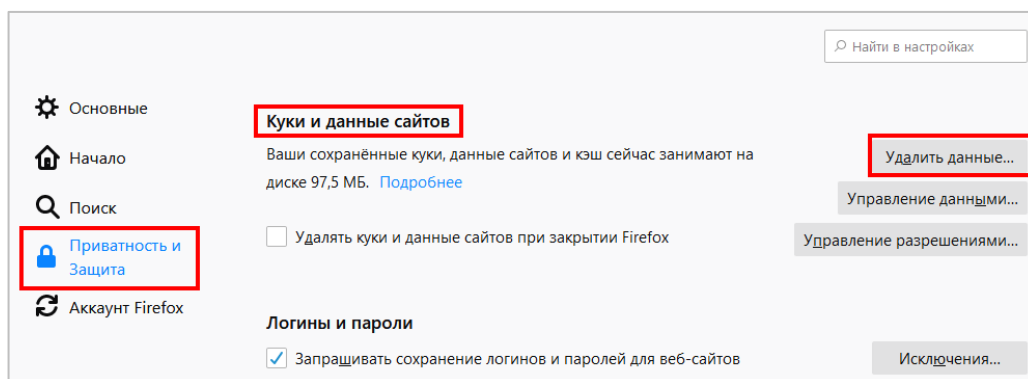 Найти в настройках
Основные
Начало
Поиск
Приватность и
Защита
Аккаунт Firefox
Куки и данные сайтов
Ваши сохранённые куки, данные сайтов и кэш сейчас занимают на
диске 97,5 МБ. Подробнее
Удалить данные...
Управление данными...
Удалять куки и данные сайтов при закрытии Firefox
Управление разрешениями...
Логины и пароли
Запрашивать сохранение логинов и паролей для веб-сайтов
Исключения...